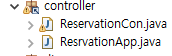 controller
ReservationCon.java
ResrvationApp.java